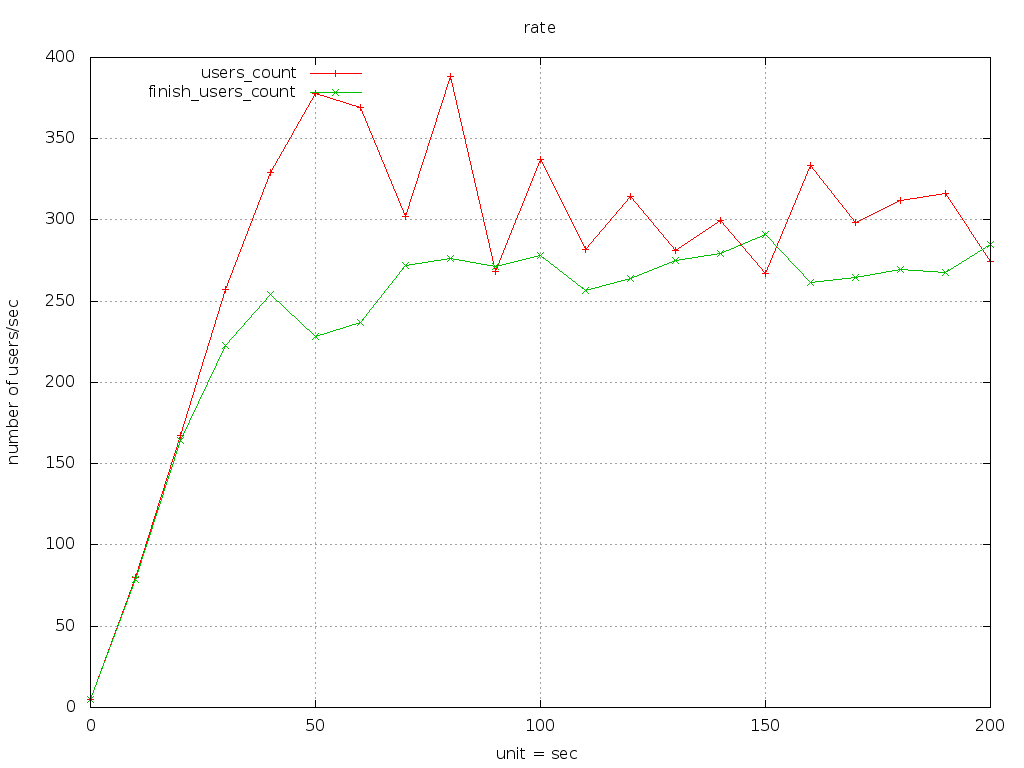 rate
400
350
300
250
200
150
100
50
0
number of users/sec
users_count
finish_users_count
0 50 100 150 200
unit = sec